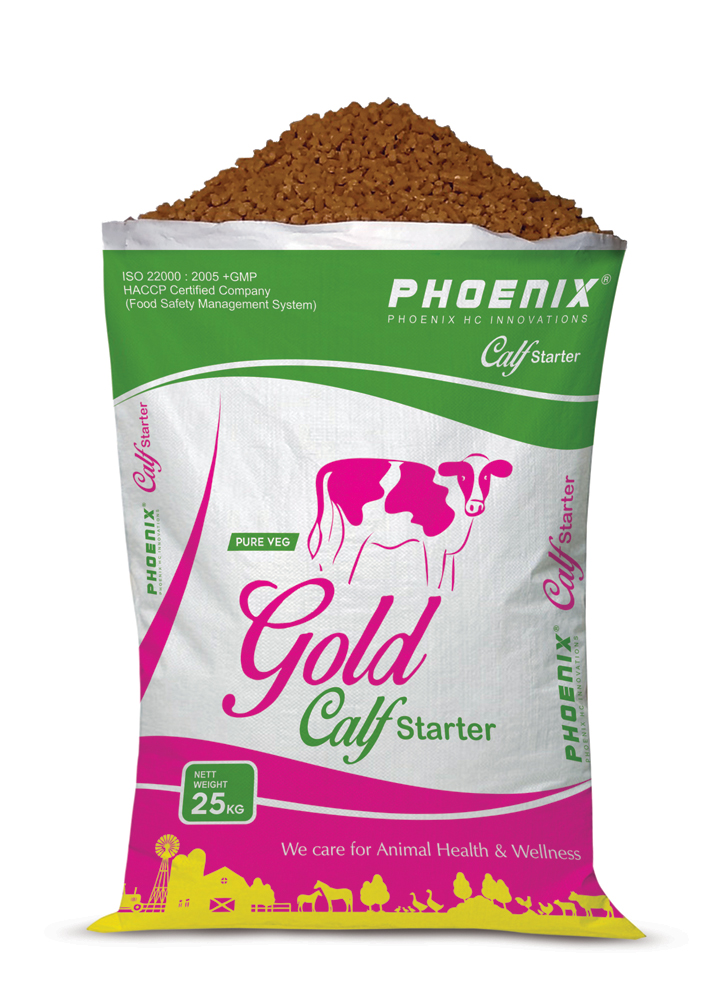 ISO 22000 : 2005 +GMP
HACCP Certified Company
(Food Safety Management System)
PHOENIX®
PHOENIX HC INNOVATIONS
Calf Starter
PHOENIX®
PHOENIX HC INNOVATIONS
Calf Starter
PURE VEG
Gold
Calf Starter
PHOENIX®
PHOENIX HC INNOVATIONS
Calf Starter
NETT
WEIGHT
25KG
We care for Animal Health & Wellness